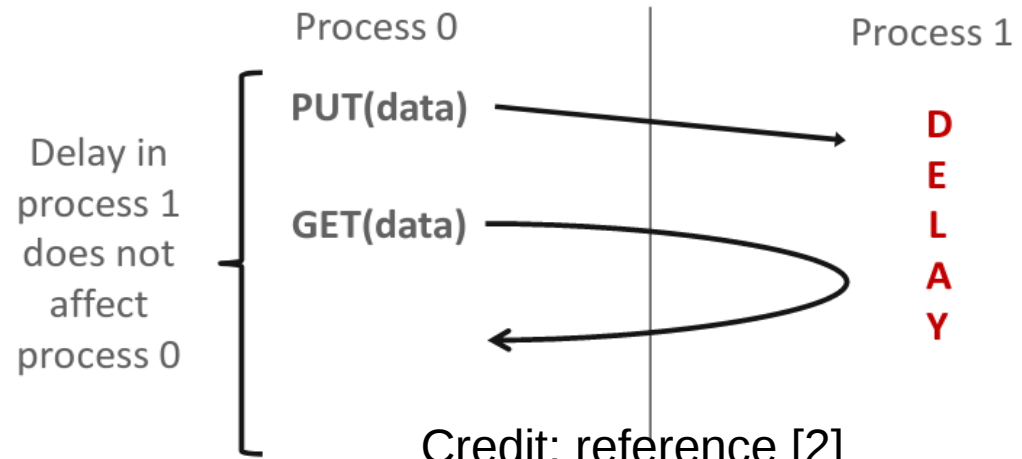 Process 0
Process 1
PUT(data)
GET(data)
Delay in
process 1
does not
affect
process 0
D
E
L
A
Y
Credit: reference [2]